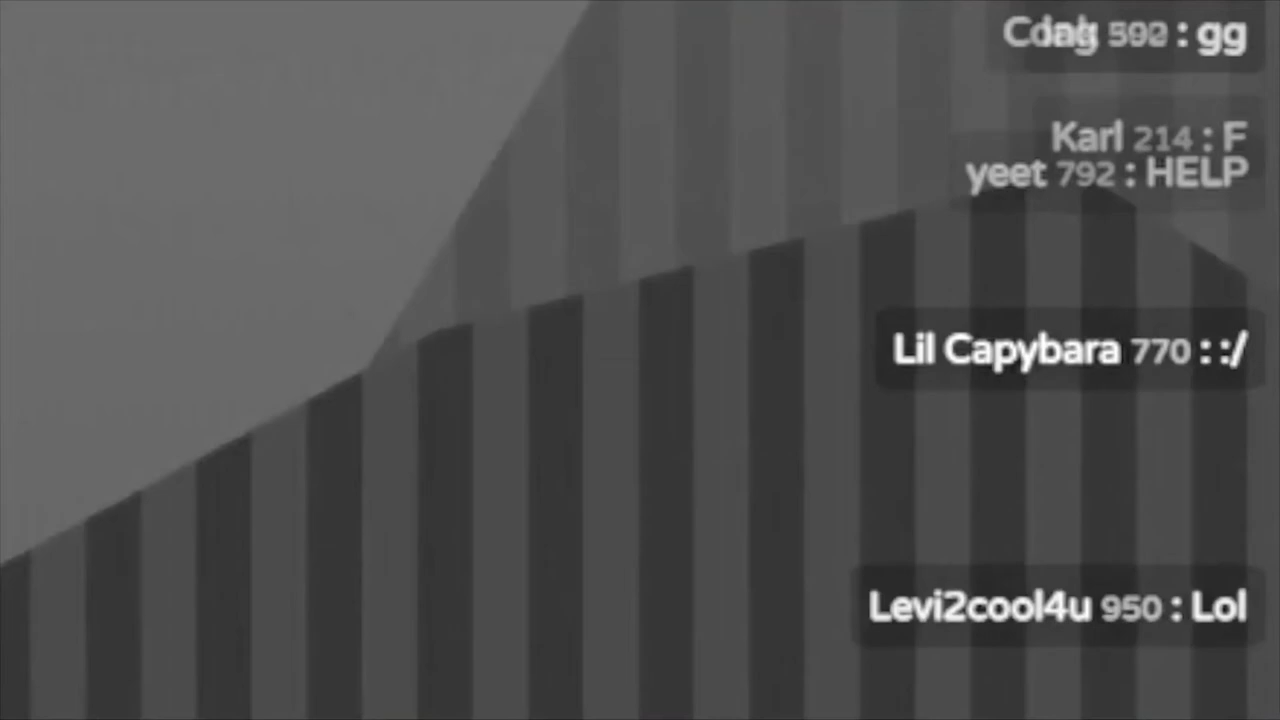 : gg
Karl 214 : F
yeet 792 : HELP
Lil Capybara 770 : :/
Levi2cool4u 950 : Lol